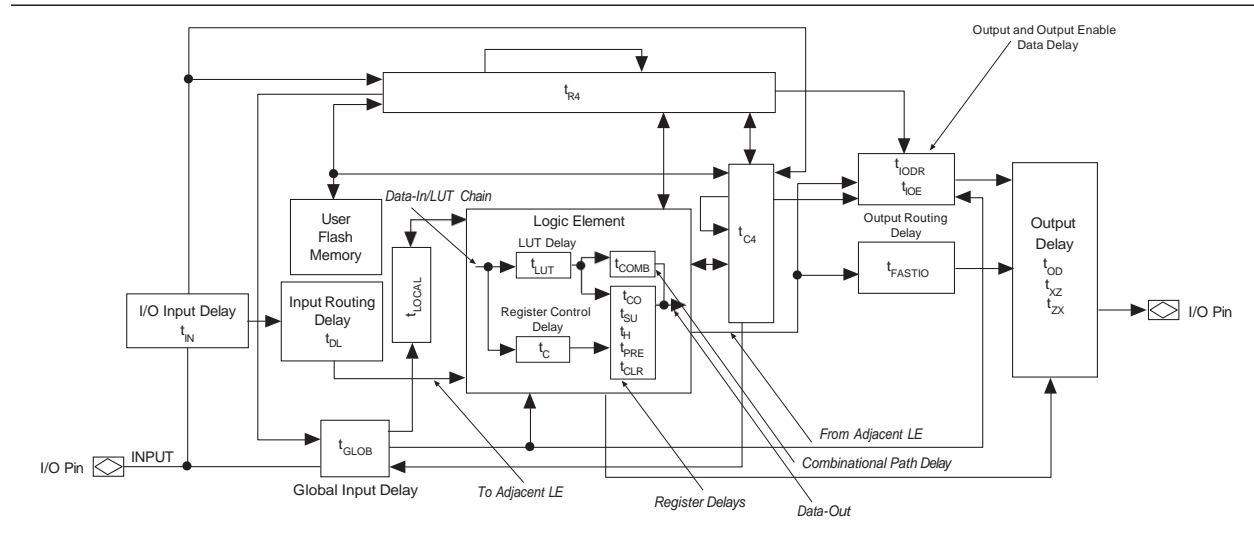 Output and Output Enable
Data Delay
tR4
tIODR
tIOE
Data-In/LUT Chain
User
Flash
Memory
Logic Element
LUT Delay
tLUT
tCOMB
tC4
Output Routing
Delay
tFASTIO
Output
Delay
tOD
tXZ
tZX
I/O Pin
tLOCAL
I/O Input Delay
tIN
Input Routing
Delay
tDL
Register Control
Delay
tC
tCO
tSU
tH
tPRE
tCLR
From Adjacent LE
Combinational Path Delay
I/O Pin
INPUT
tGLOB
Global Input Delay
To Adjacent LE
Register Delays
Data-Out